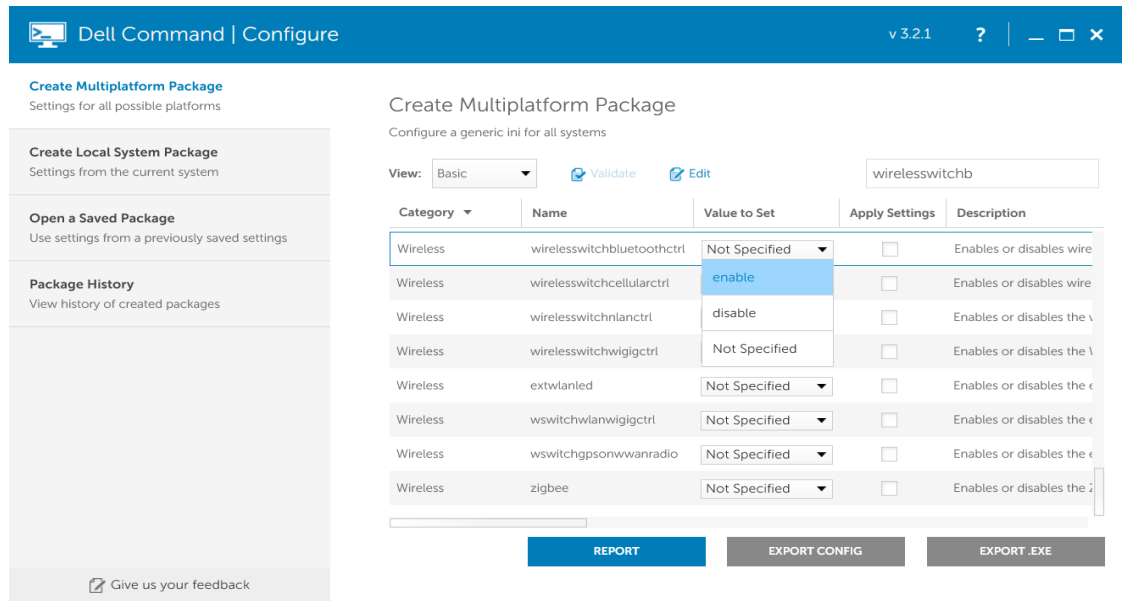 Dell Command | Configure
v 3.2.1 ?
Create Multiplatform Package
Settings for all possible platforms
Create Local System Package
Settings from the current system
Open a Saved Package
Use settings from a previously saved settings
Package History
View history of created packages
Give us your feedback
Create Multiplatform Package
Configure a generic ini for all systems
View: Basic Validate Edit wirelesswitchb
Category Name Value to Set Apply Settings Description
Wireless wirelesswitchbluetoothctrl Not Specified Enables or disables wire
enable
Wireless wirelesswitchcellularctrl Enables or disables wire
disable
Wireless wirelesswitchnlanctrl Enables or disables the
Not Specified
Wireless wirelesswitchwigigctrl Enables or disables the
Wireless extwlanled Not Specified Enables or disables the e
Wireless wswitchwlanwigigctrl Not Specified Enables or disables the e
Wireless wswitchgpsonwwanradio Not Specified Enables or disables the e
Wireless zigbee Not Specified Enables or disables the
REPORT EXPORT CONFIG EXPORT .EXE